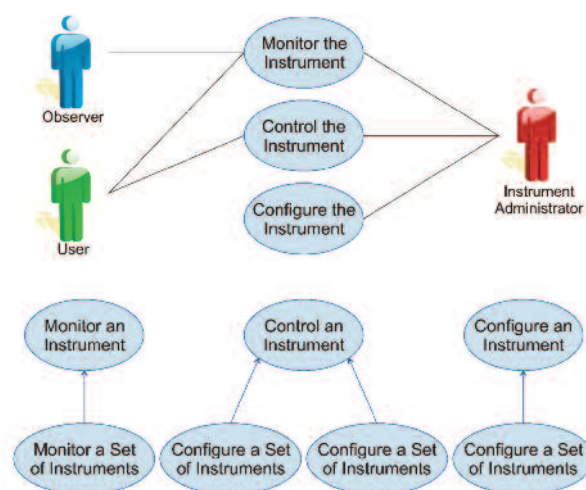 Monitor the
Instrument
Observer
Control the
Instrument
Instrument
Administrator
User
Configure the
Instrument
Monitor an
Instrument
Control an
Instrument
Configure an
Instrument
Monitor a Set
of Instruments
Configure a Set
of Instruments
Configure a Set
of Instruments
Configure a Set
of Instruments